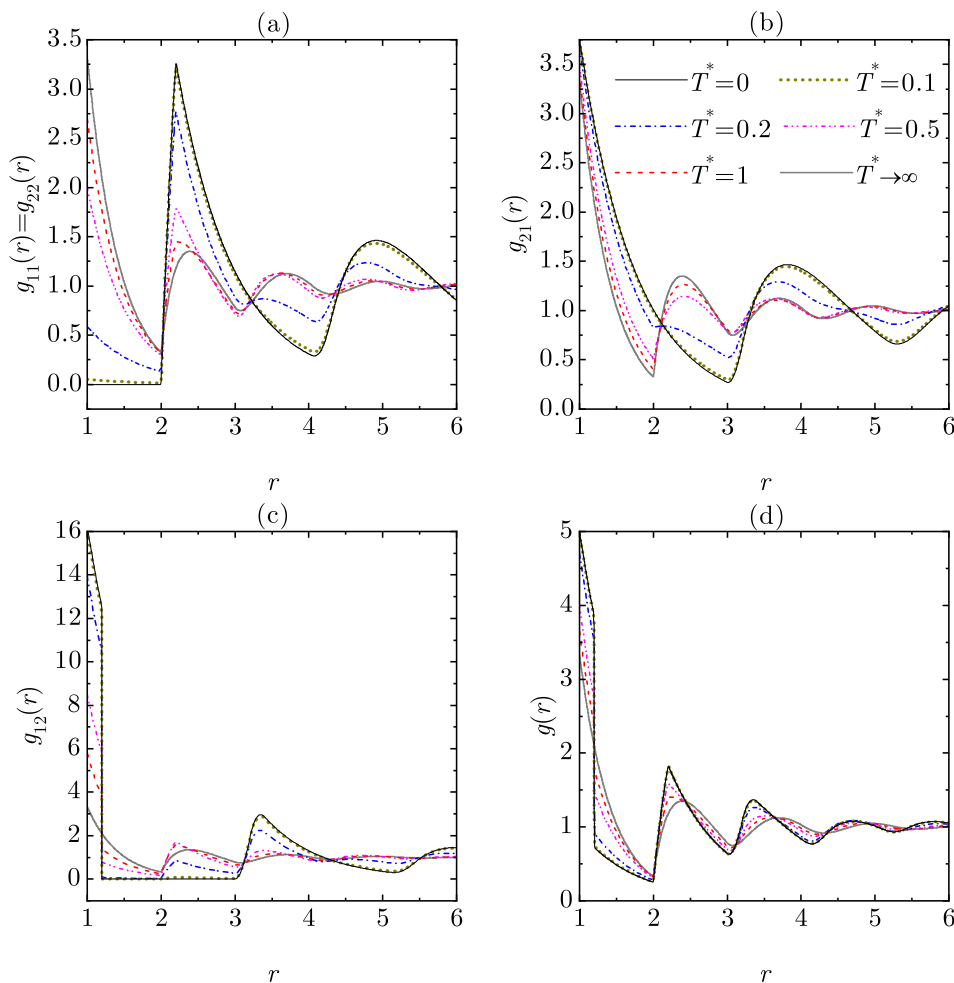 (a)
(b)
3.5
3.0
2.5
2.0
1.5
1.0
0.5
0.0
g₁₁(r)=g₂₂(r)
1 2 3 4 5 6
r
3.5
3.0
2.5
2.0
1.5
1.0
0.5
0.0
g₂₁(r)
T*=0
T*=0.1
T*=0.2
T*=0.5
T*=1
T*→∞
1 2 3 4 5 6
r
(c)
(d)
16
14
12
10
8
6
4
2
0
g₁₂(r)
1 2 3 4 5 6
r
5
4
3
2
1
0
g(r)
1 2 3 4 5 6
r